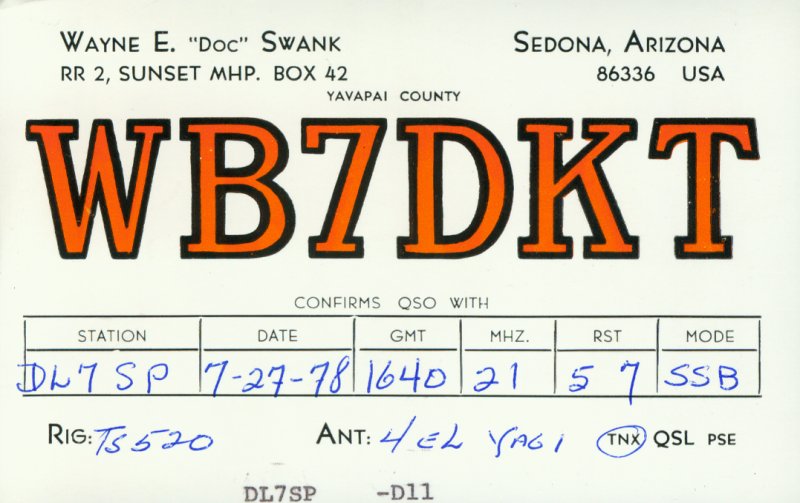 WAYNE E. "DOC" SWANK SEDONA, ARIZONA
RR 2, SUNSET MHP. BOX 42 86336 USA
YAVAPAI COUNTY
WB7DKT
CONFIRMS QSO WITH
STATION DATE GMT MHZ. RST MODE
DL7SP 7-27-78 1640 21 57 SSB
RIG: TS520 ANT: 4/EL YAGI TNX QSL PSE
DL7SP -D11